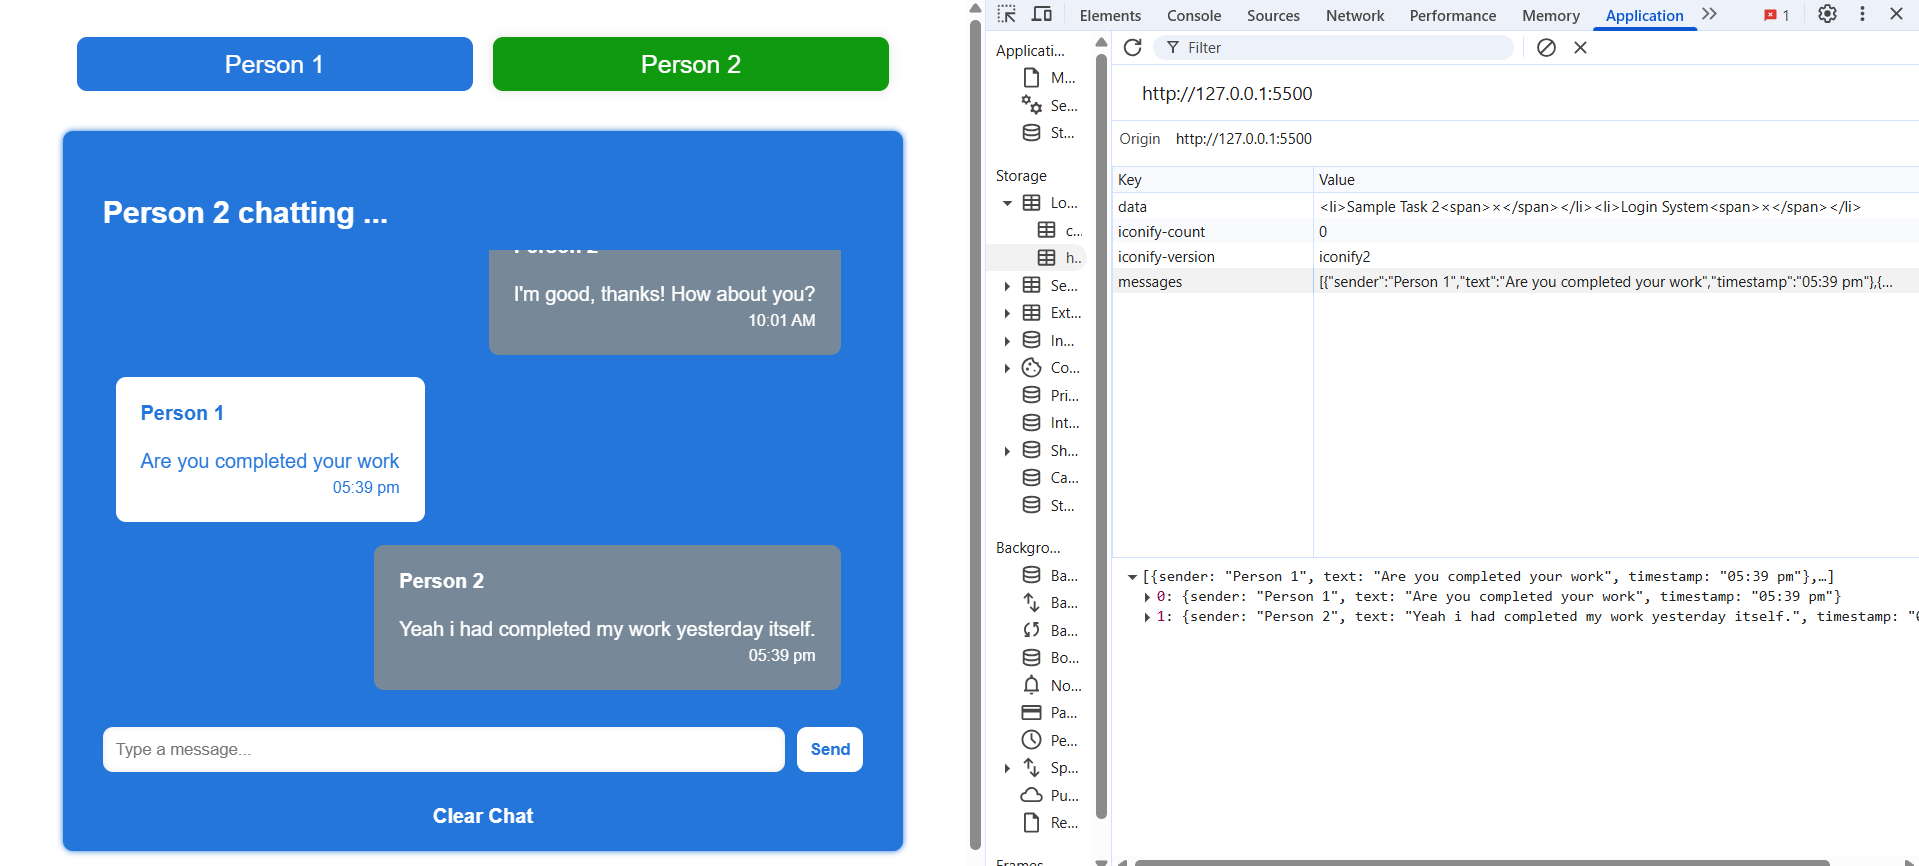 Person 1
Person 2
Person 2 chatting ...
I'm good, thanks! How about you?
10:01 AM
Person 1
Are you completed your work
05:39 pm
Person 2
Yeah i had completed my work yesterday itself.
05:39 pm
Type a message...
Send
Clear Chat
Elements Console Sources Network Performance Memory Application 1
Filter
Applicati...
M...
Se...
St...
Storage
Lo...
c...
h...
Se...
Ext...
In...
Co...
Pri...
Int...
Sh...
Ca...
St...
Backgro...
Ba...
Ba...
Ba...
Bo...
No...
Pa...
Pe...
Sp...
Pu...
Re...
Frames
http://127.0.0.1:5500
Origin http://127.0.0.1:5500
Key Value
data <li>Sample Task 2<span>×</span></li><li>Login System<span>×</span></li>
iconify-count 0
iconify-version iconify2
messages [{"sender":"Person 1","text":"Are you completed your work","timestamp":"05:39 pm"},{...
[{sender: "Person 1", text: "Are you completed your work", timestamp: "05:39 pm"},…]
0: {sender: "Person 1", text: "Are you completed your work", timestamp: "05:39 pm"}
1: {sender: "Person 2", text: "Yeah i had completed my work yesterday itself.", timestamp: "